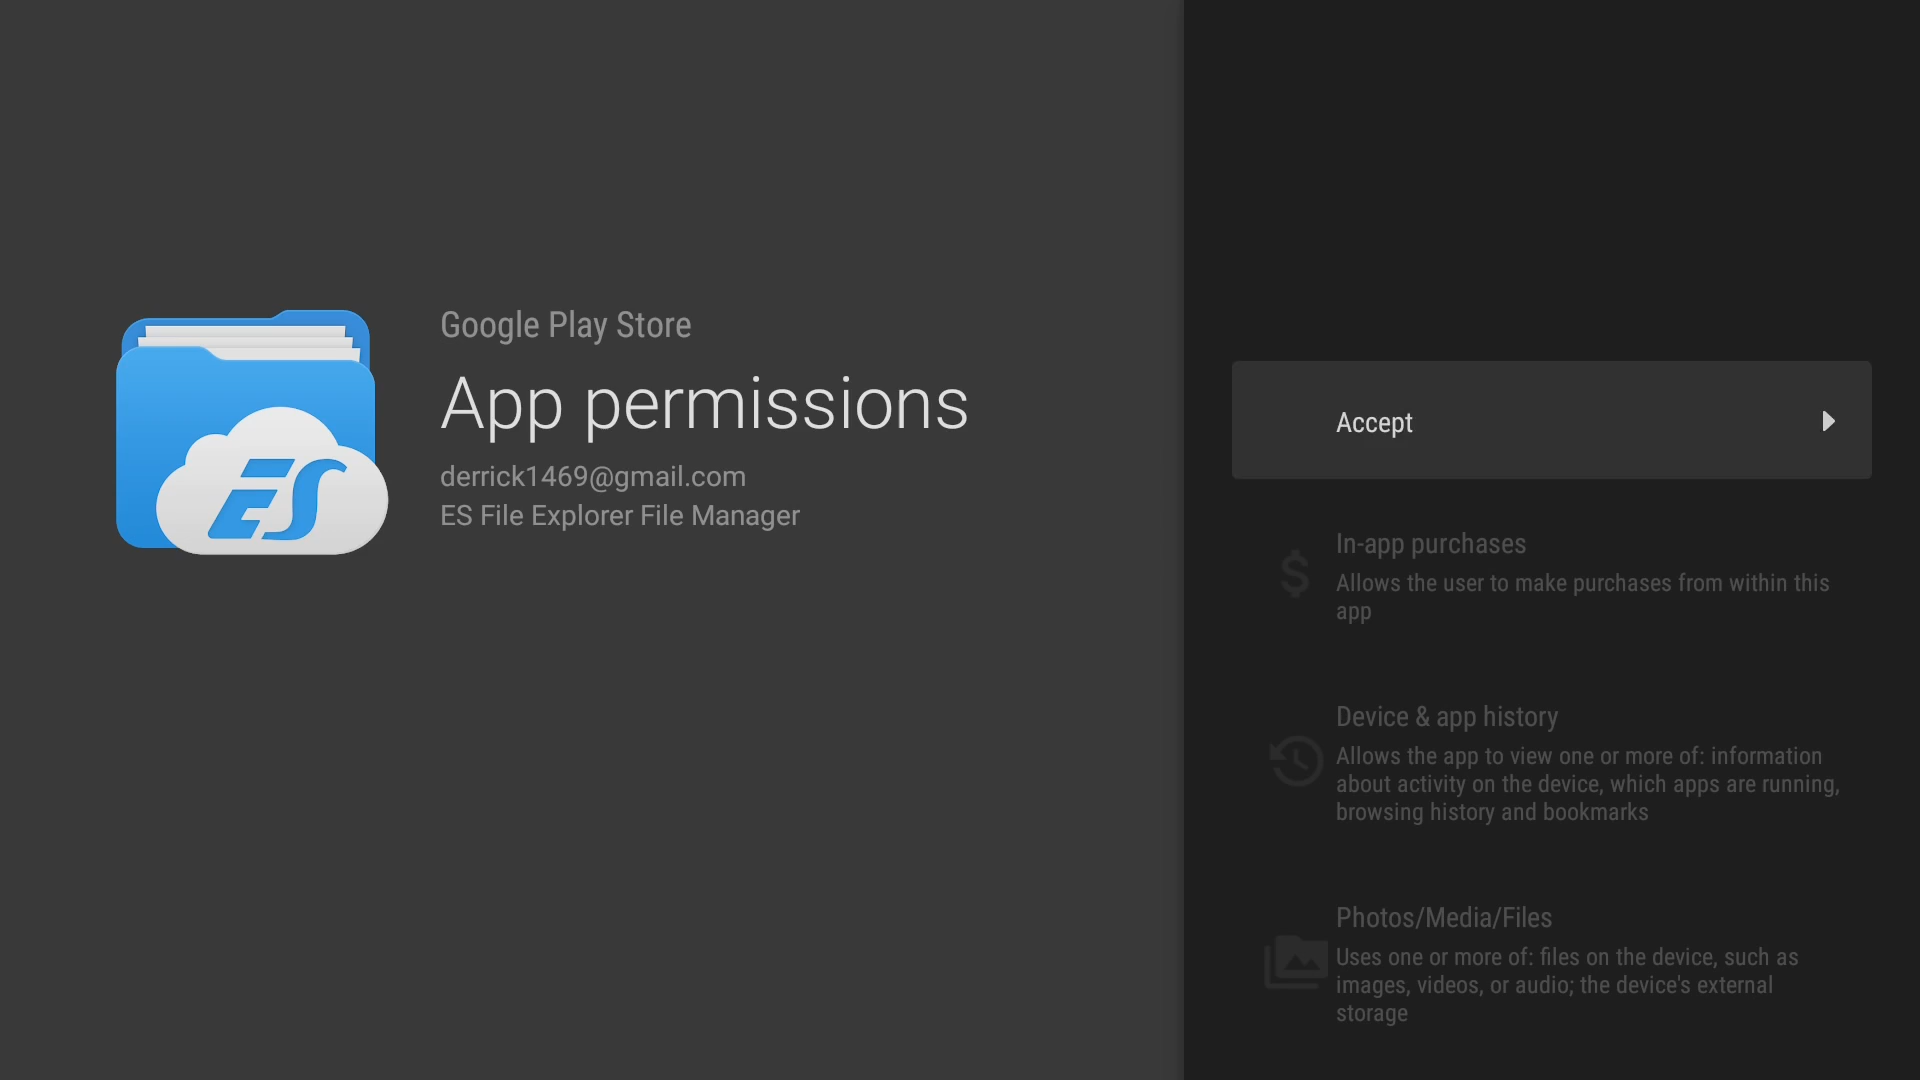 Google Play Store
App permissions
derrick1469@gmail.com
ES File Explorer File Manager
ES
Accept
In-app purchases
Allows the user to make purchases from within this
app
Device & app history
Allows the app to view one or more of: information
about activity on the device, which apps are running,
browsing history and bookmarks
Photos/Media/Files
Uses one or more of: files on the device, such as
images, videos, or audio; the device's external
storage